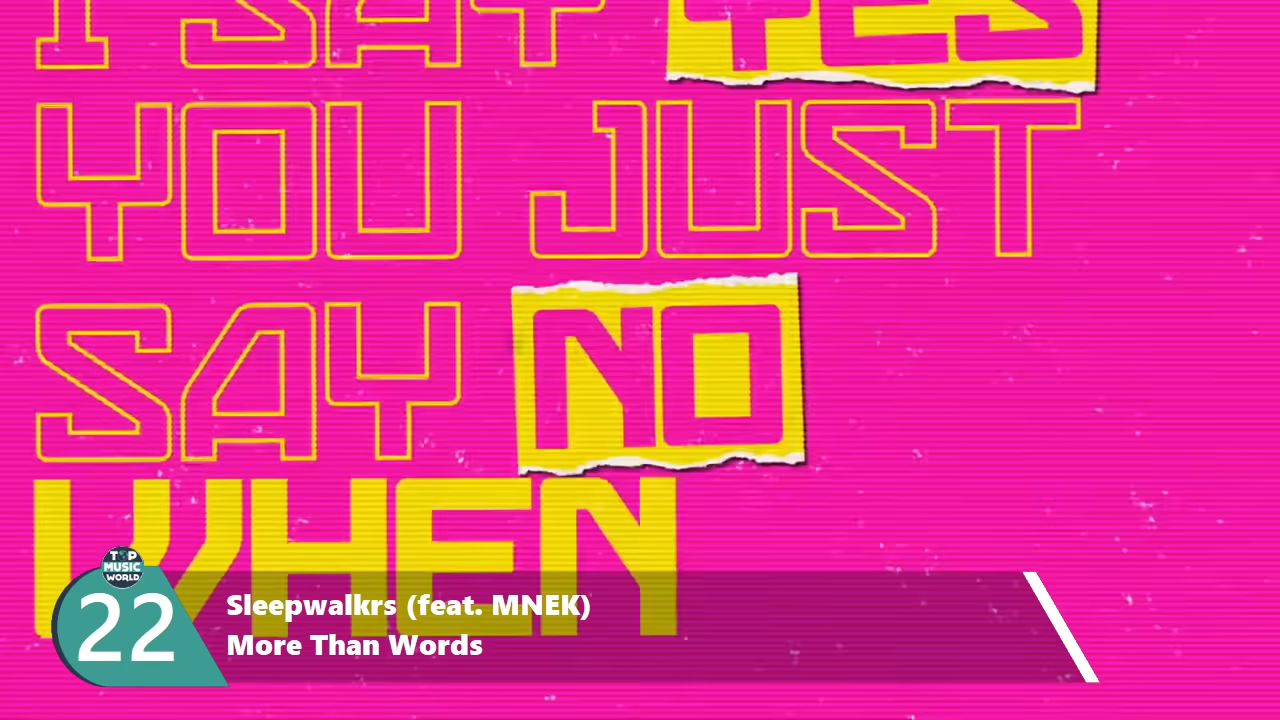 I SAY YES
YOU JUST
SAY NO
WHEN
TOP
MUSIC
WORLD
22
Sleepwalkrs (feat. MNEK)
More Than Words